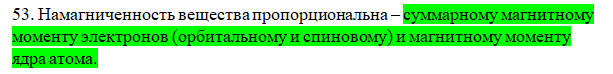 53. Намагниченность вещества пропорциональна – суммарному магнитному
моменту электронов (орбитальному и спиновому) и магнитному моменту
ядра атома.